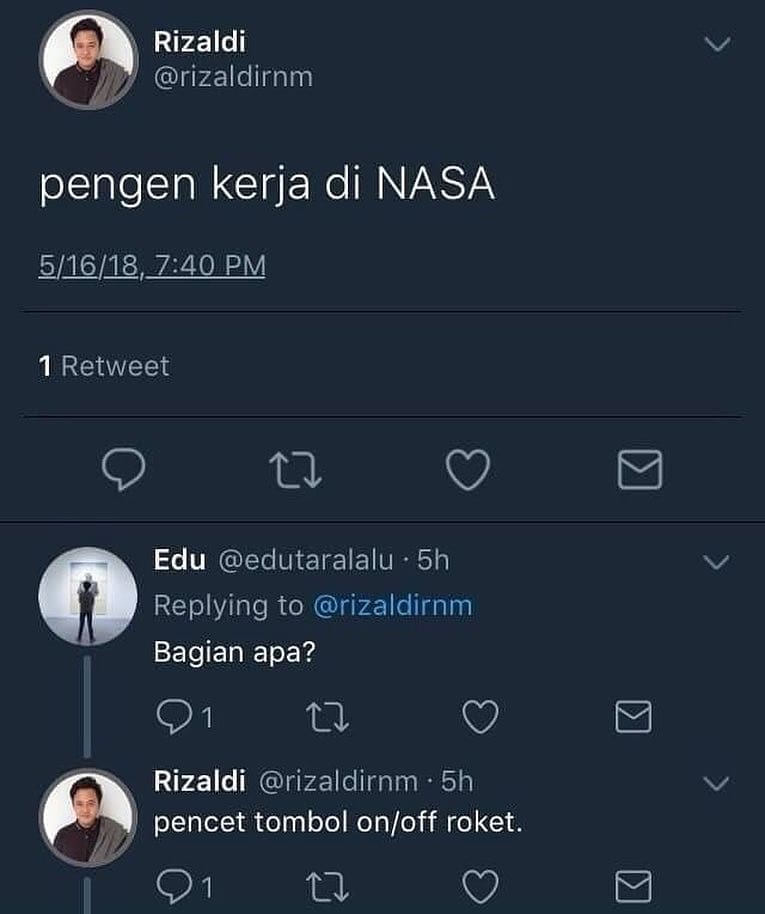 Rizaldi
@rizaldirnm
pengen kerja di NASA
5/16/18, 7:40 PM
1 Retweet
Edu @edutaralalu · 5h
Replying to @rizaldirnm
Bagian apa?
1
Rizaldi @rizaldirnm · 5h
pencet tombol on/off roket.
1